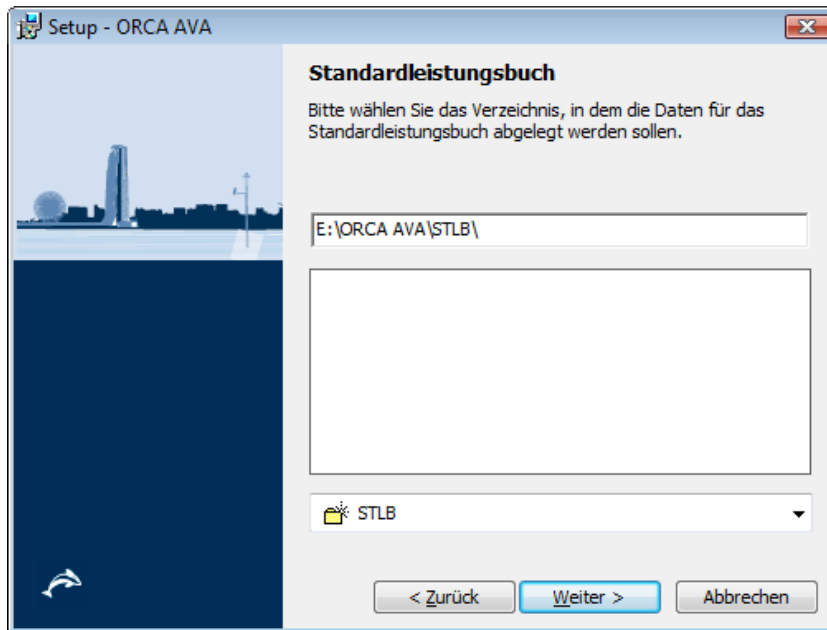 Setup - ORCA AVA
Standardleistungsbuch
Bitte wählen Sie das Verzeichnis, in dem die Daten für das
Standardleistungsbuch abgelegt werden sollen.
E:\ORCA AVA\STLB\
STLB
< Zurück
Weiter >
Abbrechen